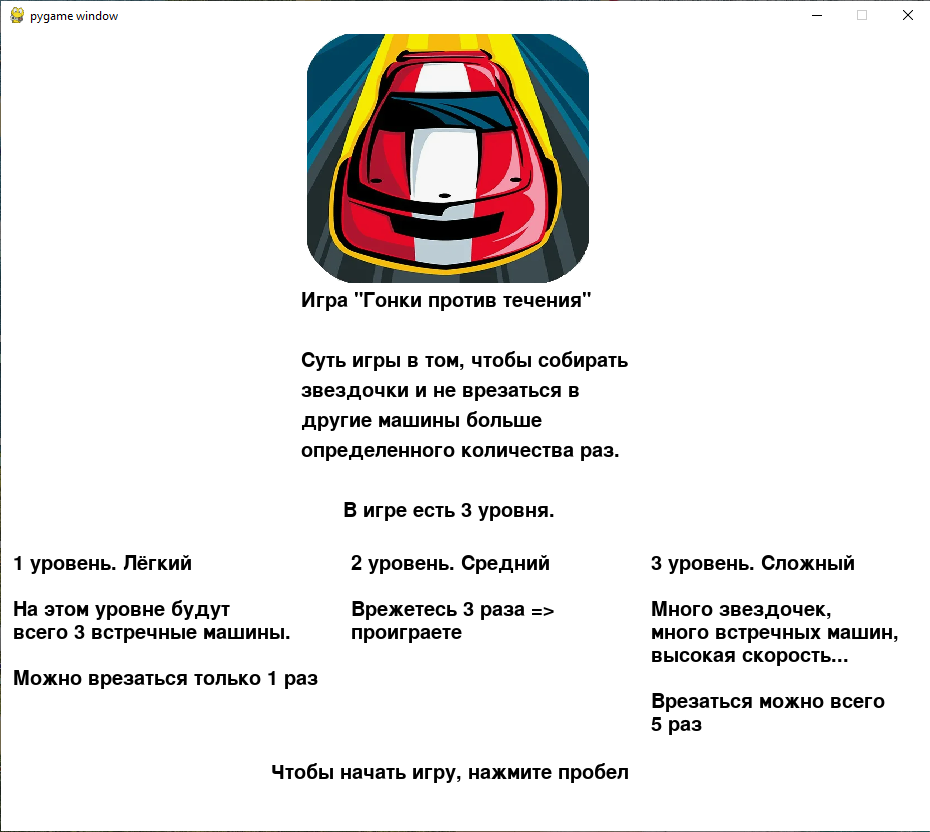 pygame window
Игра "Гонки против течения"
Суть игры в том, чтобы собирать
звездочки и не врезаться в
другие машины больше
определенного количества раз.
В игре есть 3 уровня.
1 уровень. Лёгкий
На этом уровне будут
всего 3 встречные машины.
Можно врезаться только 1 раз
2 уровень. Средний
Врежетесь 3 раза =>
проиграете
3 уровень. Сложный
Много звездочек,
много встречных машин,
высокая скорость...
Врезаться можно всего
5 раз
Чтобы начать игру, нажмите пробел